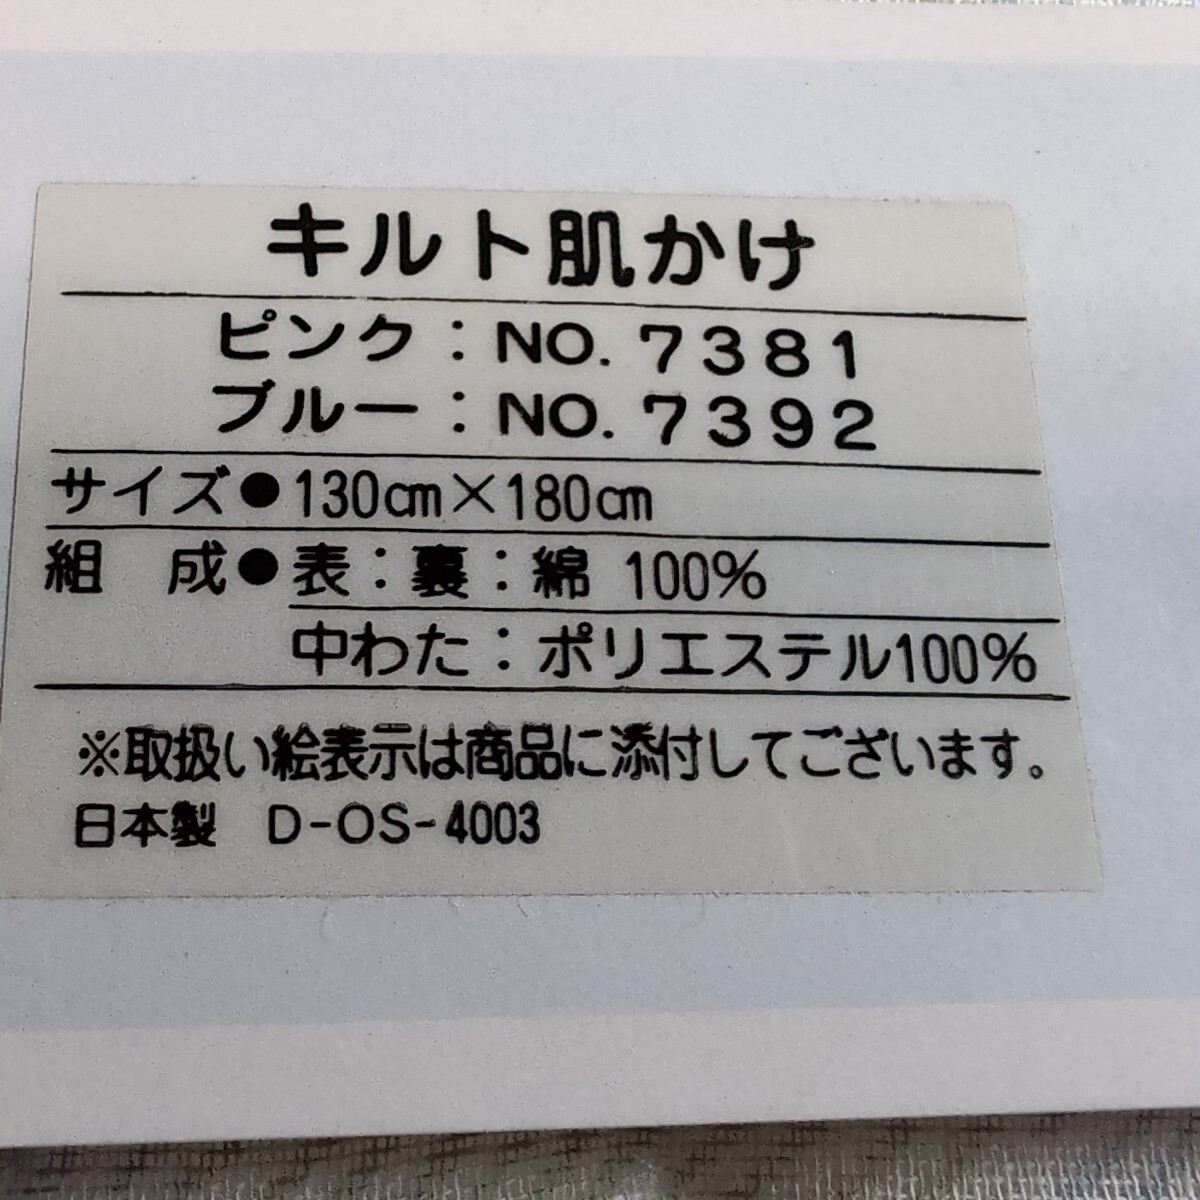 キルト肌かけ
ピンク：NO. 7381
ブルー：NO. 7392
サイズ●130㎝×180㎝
組　成●表：裏：綿 100%
中わた：ポリエステル100%
※取扱い絵表示は商品に添付してございます。
日本製　D-OS-4003